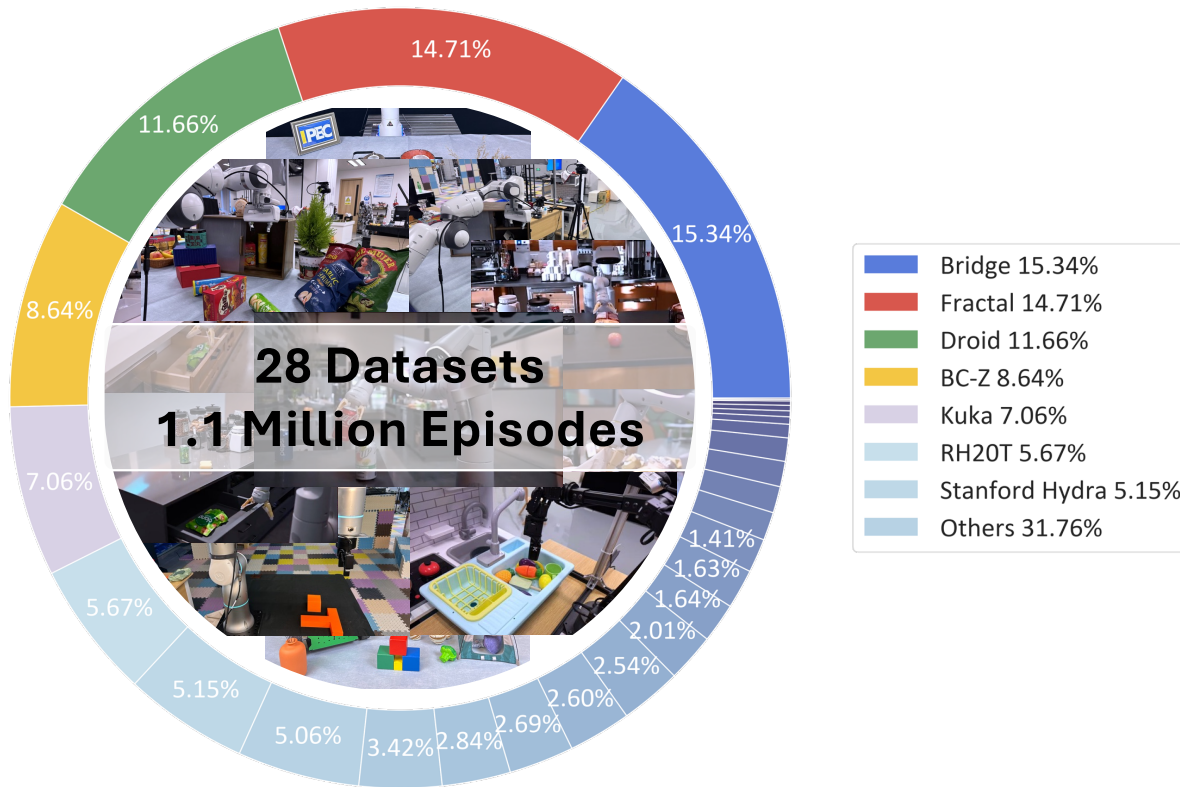 14.71%
11.66%
15.34%
8.64%
7.06%
5.67%
5.15%
5.06%
3.42%
2.84%
2.69%
2.60%
2.54%
2.01%
1.64%
1.63%
1.41%
IPEC
28 Datasets
1.1 Million Episodes
Bridge 15.34%
Fractal 14.71%
Droid 11.66%
BC-Z 8.64%
Kuka 7.06%
RH20T 5.67%
Stanford Hydra 5.15%
Others 31.76%